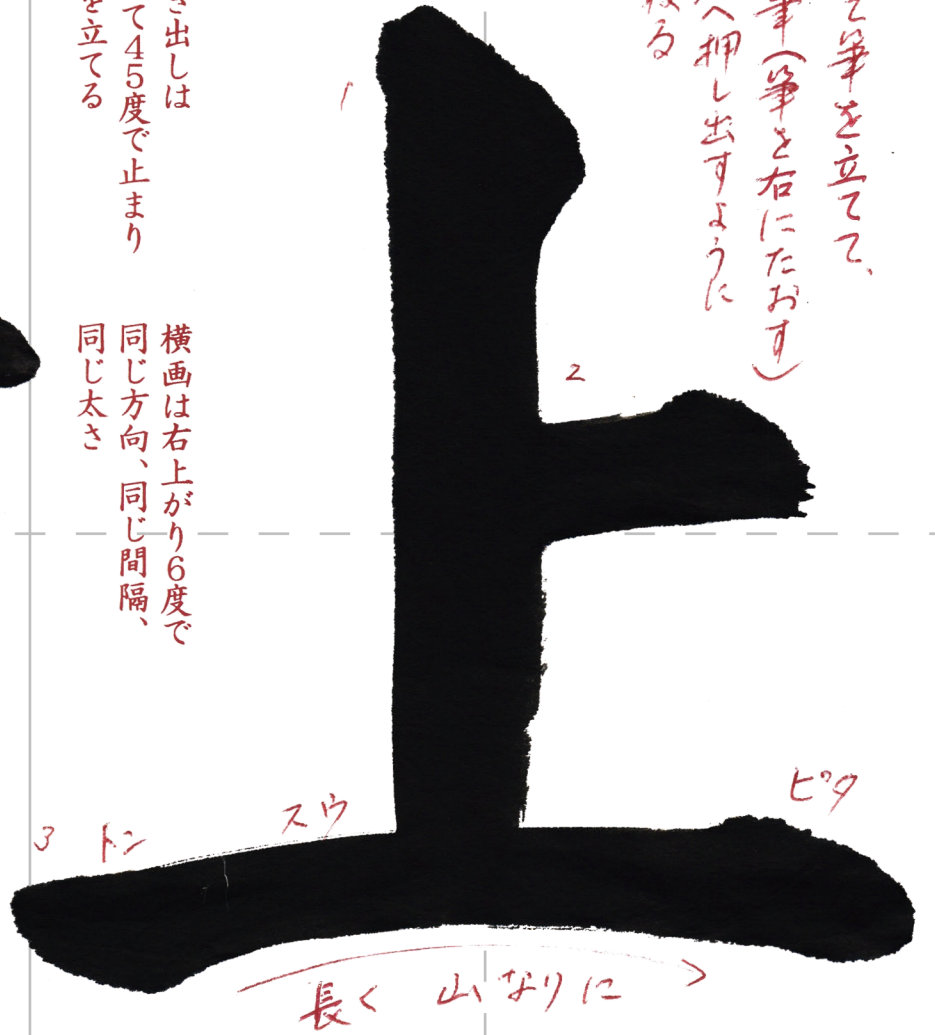 て筆を立てて、
筆（筆を右にたおす）
へ押し出すように
ねる
き出しは
て45度で止まり
を立てる
横画は右上がり6度で
同じ方向、同じ間隔、
同じ太さ
上
1
2
3 トン スウ ピタ
長く 山なりに